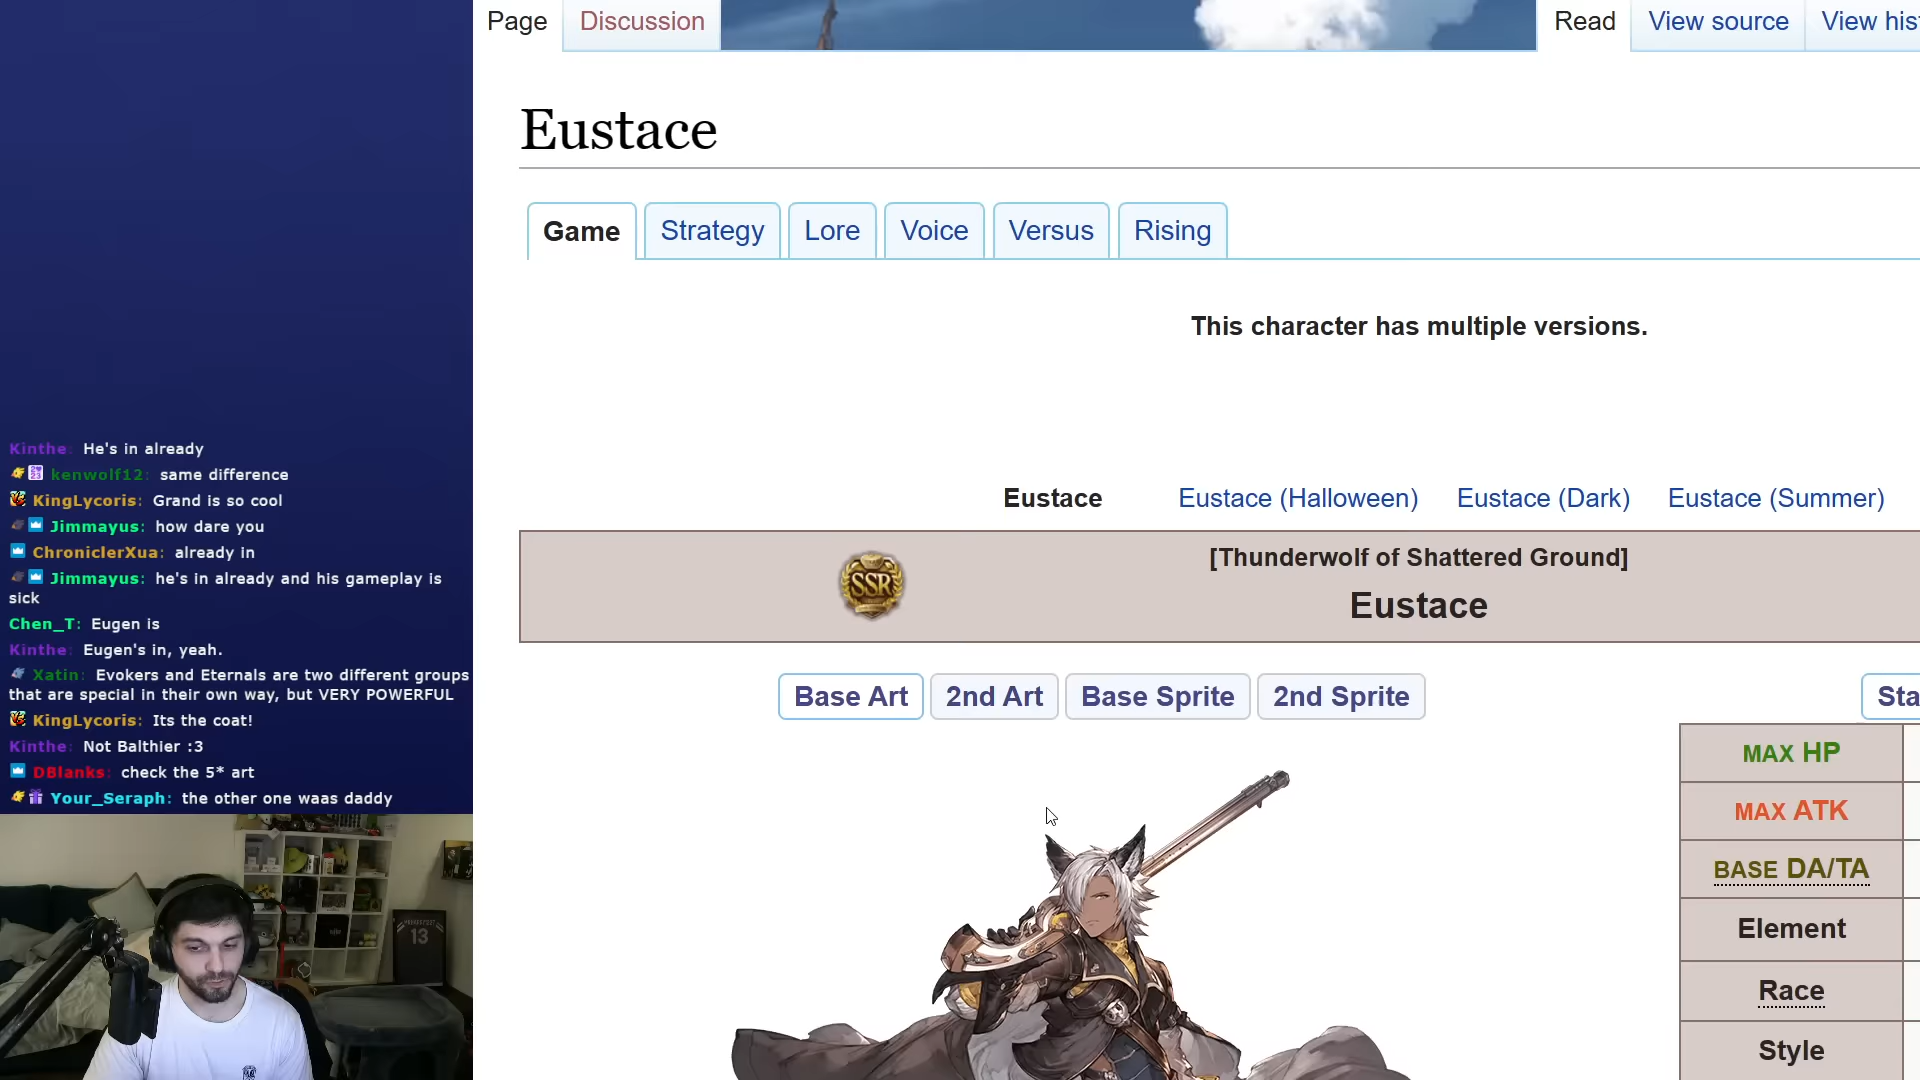 Page
Discussion
Read
View source
View his
Eustace
Game
Strategy
Lore
Voice
Versus
Rising
This character has multiple versions.
Eustace
Eustace (Halloween)
Eustace (Dark)
Eustace (Summer)
SSR
[Thunderwolf of Shattered Ground]
Eustace
Base Art
2nd Art
Base Sprite
2nd Sprite
Sta
MAX HP
MAX ATK
BASE DA/TA
Element
Race
Style
Kinthe: He's in already
kenwolf12: same difference
KingLycoris: Grand is so cool
Jimmayus: how dare you
ChroniclerXua: already in
Jimmayus: he's in already and his gameplay is
sick
Chen_T: Eugen is
Kinthe: Eugen's in, yeah.
Xatin: Evokers and Eternals are two different groups
that are special in their own way, but VERY POWERFUL
KingLycoris: Its the coat!
Kinthe: Not Balthier :3
DBlanks: check the 5* art
Your_Seraph: the other one waas daddy
13